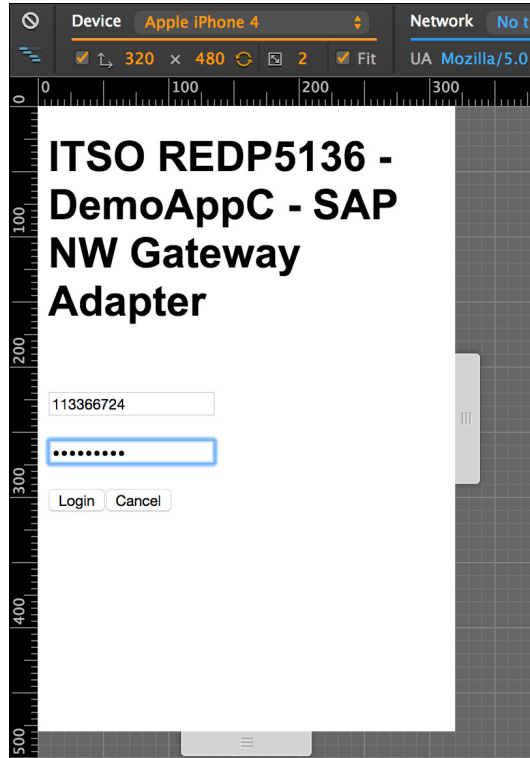 Device Apple iPhone 4 Network No t
320 × 480 2 Fit UA Mozilla/5.0
0 100 200 300
0
100
200
300
400
500
ITSO REDP5136 -
DemoAppC - SAP
NW Gateway
Adapter
113366724
•••••••••
Login Cancel